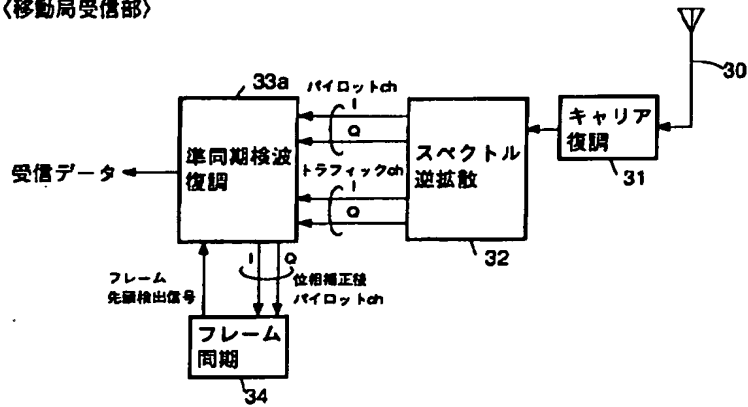 〈移動局受信部〉
30
33a
パイロットch
I
Q
キャリア
復調
31
準同期検波
復調
スペクトル
逆拡散
32
受信データ
トラフィックch
I
Q
フレーム
先頭検出信号
I
Q
位相補正後
パイロットch
フレーム
同期
34